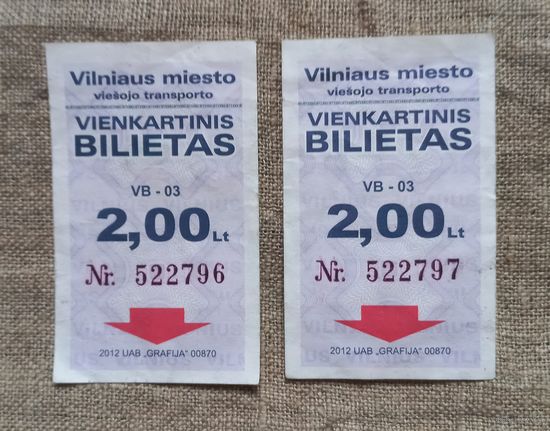 Vilniaus miesto
viešojo transporto
VIENKARTINIS
BILIETAS
VB - 03
2,00 Lt
Nr. 522796
2012 UAB „GRAFIJA" 00870
Vilniaus miesto
viešojo transporto
VIENKARTINIS
BILIETAS
VB - 03
2,00 Lt
Nr. 522797
VILNIUS
2012 UAB „GRAFIJA" 00870